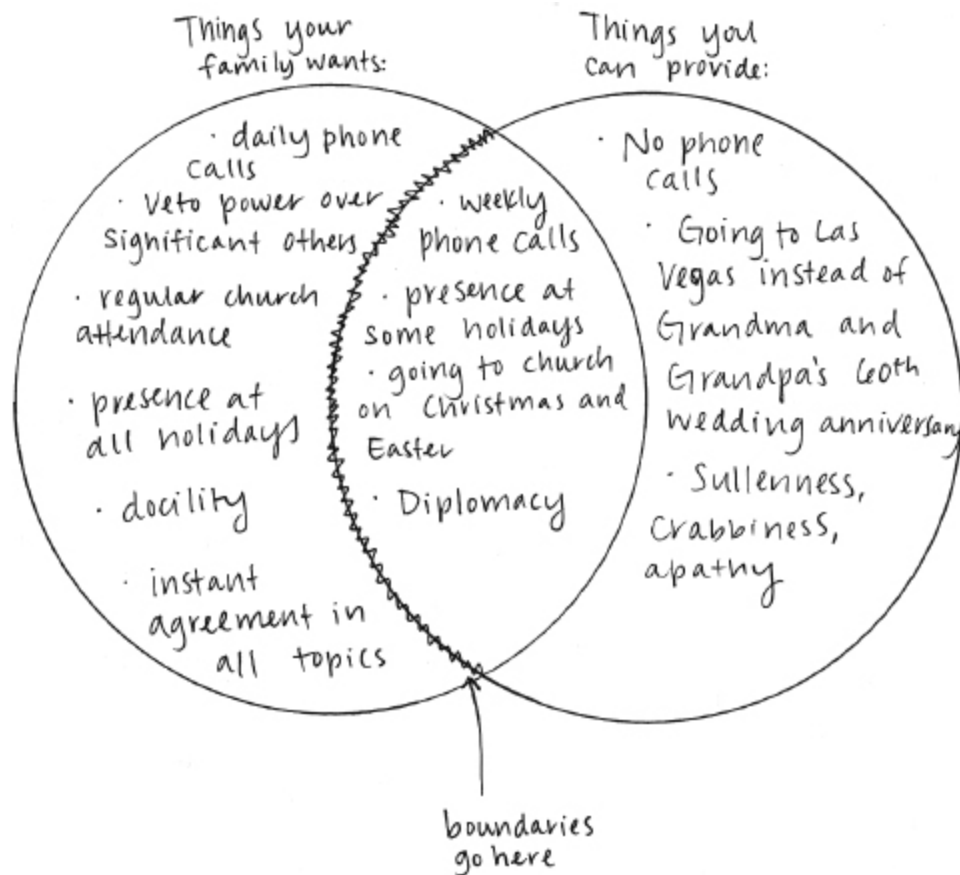 Things your
family wants:
Things you
can provide:
· daily phone
calls
· veto power over
significant others
· regular church
attendance
· presence at
all holidays
· docility
· instant
agreement in
all topics
· weekly
phone calls
· presence at
some holidays
· going to church
on Christmas and
Easter
· Diplomacy
· No phone
calls
· Going to Las
Vegas instead of
Grandma and
Grandpa's 60th
wedding anniversary
· Sullenness,
Crabbiness,
apathy
boundaries
go here